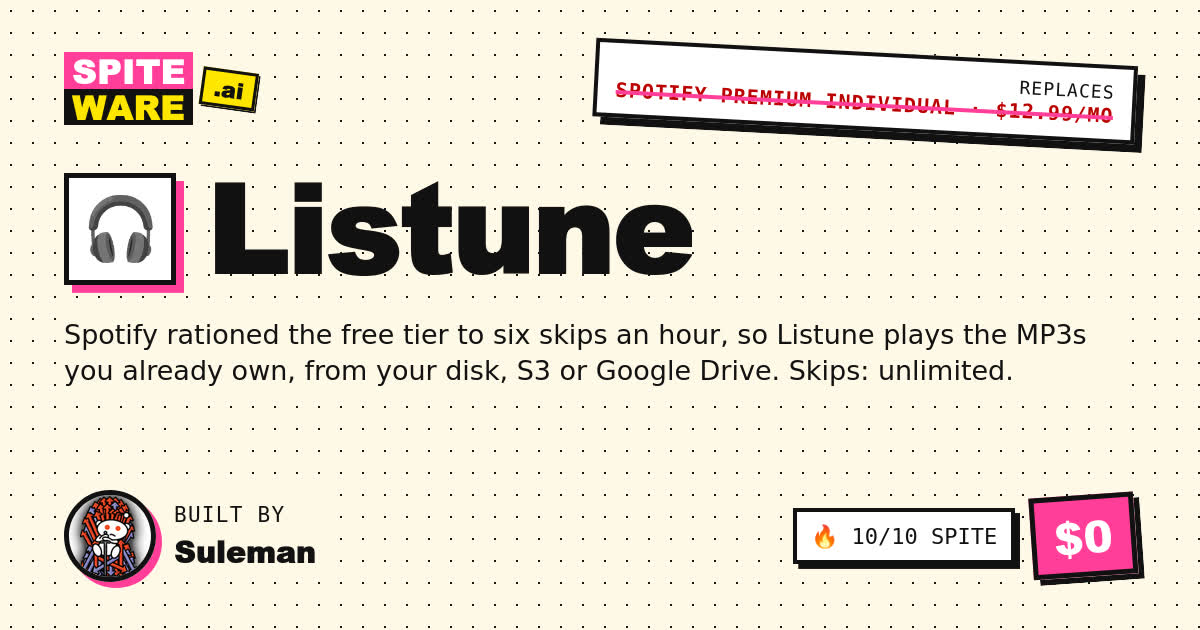 SPITE
WARE
.ai
REPLACES
SPOTIFY PREMIUM INDIVIDUAL · $12.99/MO
Listune
Spotify rationed the free tier to six skips an hour, so Listune plays the MP3s
you already own, from your disk, S3 or Google Drive. Skips: unlimited.
BUILT BY
Suleman
🔥 10/10 SPITE
$0